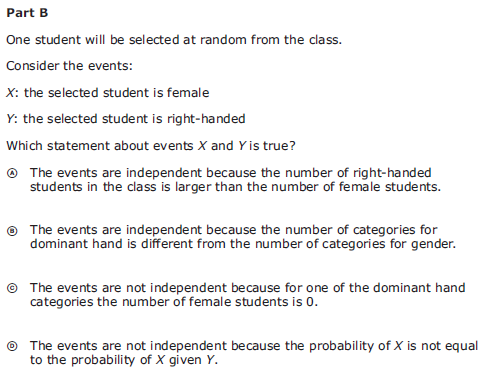 Part B
One student will be selected at random from the class.
Consider the events:
X: the selected student is female
Y: the selected student is right-handed
Which statement about events X and Y is true?
Ⓐ The events are independent because the number of right-handed
students in the class is larger than the number of female students.
Ⓑ The events are independent because the number of categories for
dominant hand is different from the number of categories for gender.
Ⓒ The events are not independent because for one of the dominant hand
categories the number of female students is 0.
Ⓓ The events are not independent because the probability of X is not equal
to the probability of X given Y.